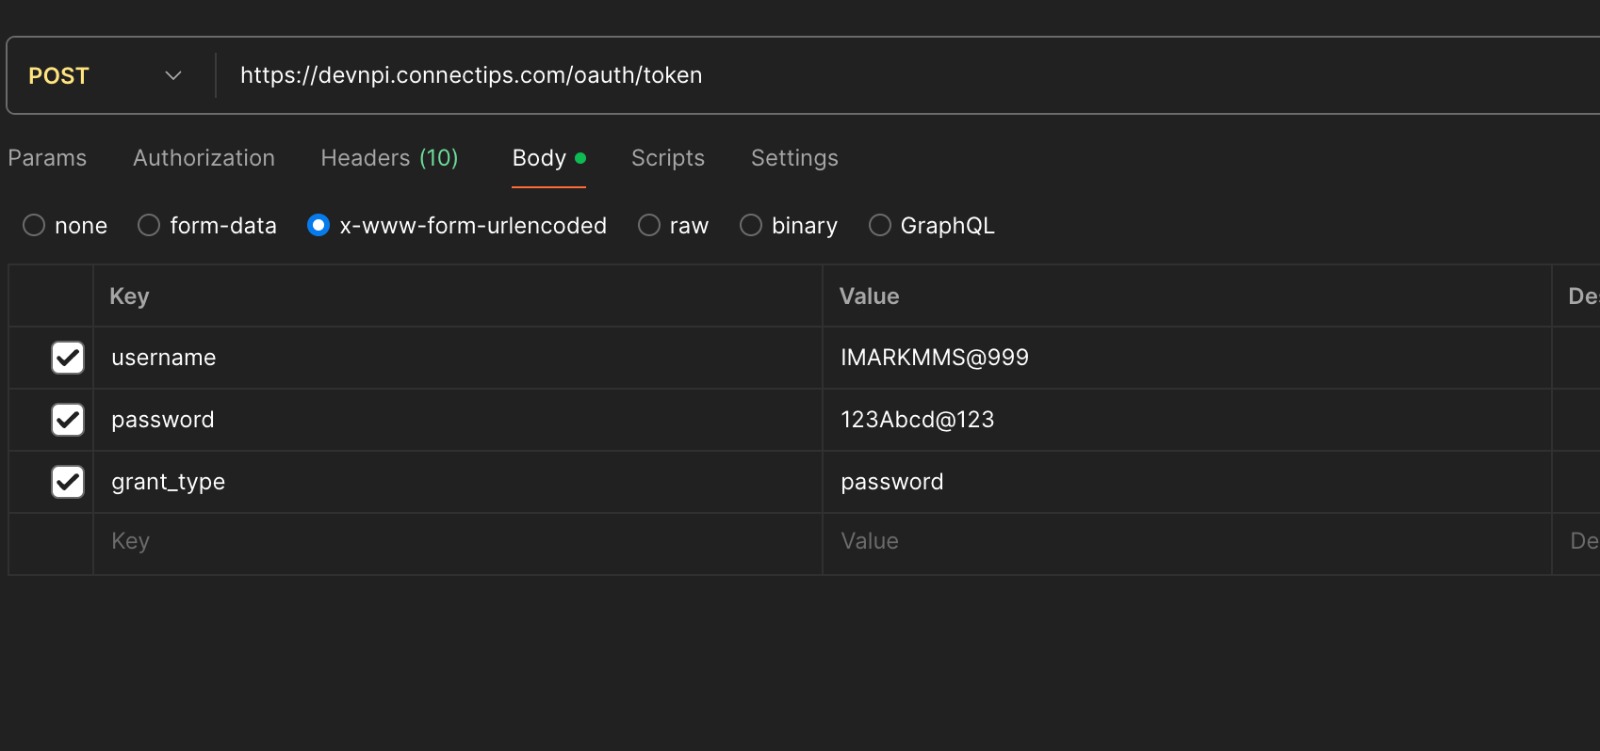 POST https://devnpi.connectips.com/oauth/token
Params Authorization Headers (10) Body Scripts Settings
none form-data x-www-form-urlencoded raw binary GraphQL
Key Value De
username IMARKMMS@999
password 123Abcd@123
grant_type password
Key Value De